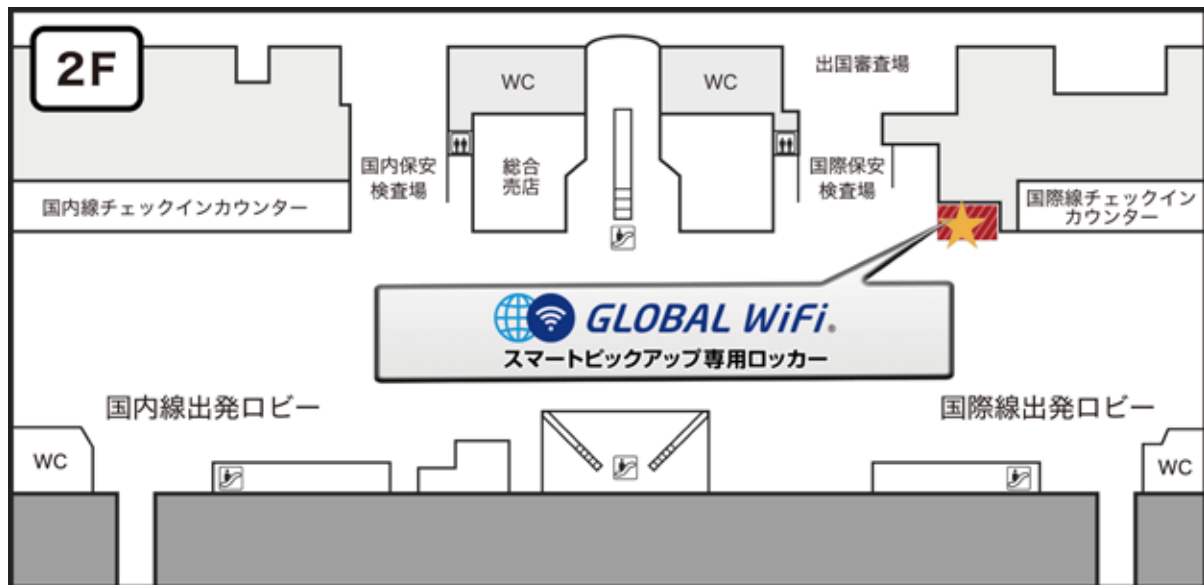 2F
WC
WC
出国審査場
国内保安
検査場
総合
売店
国際保安
検査場
国内線チェックインカウンター
国際線チェックイン
カウンター
GLOBAL WiFi®
スマートピックアップ専用ロッカー
国内線出発ロビー
国際線出発ロビー
WC
WC